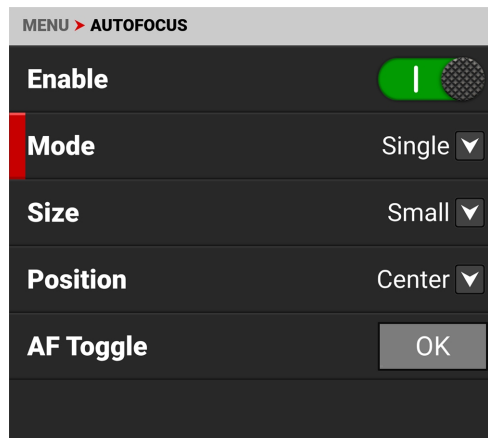 MENU ➤ AUTOFOCUS
Enable
Mode Single
Size Small
Position Center
AF Toggle OK